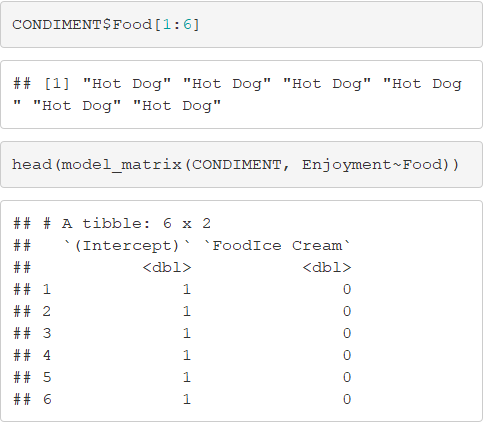 CONDIMENT$Food[1:6]
## [1] "Hot Dog" "Hot Dog" "Hot Dog" "Hot Dog
" "Hot Dog" "Hot Dog"
head(model_matrix(CONDIMENT, Enjoyment~Food))
## # A tibble: 6 x 2
##   `(Intercept)` `FoodIce Cream`
##           <dbl>           <dbl>
## 1             1               0
## 2             1               0
## 3             1               0
## 4             1               0
## 5             1               0
## 6             1               0